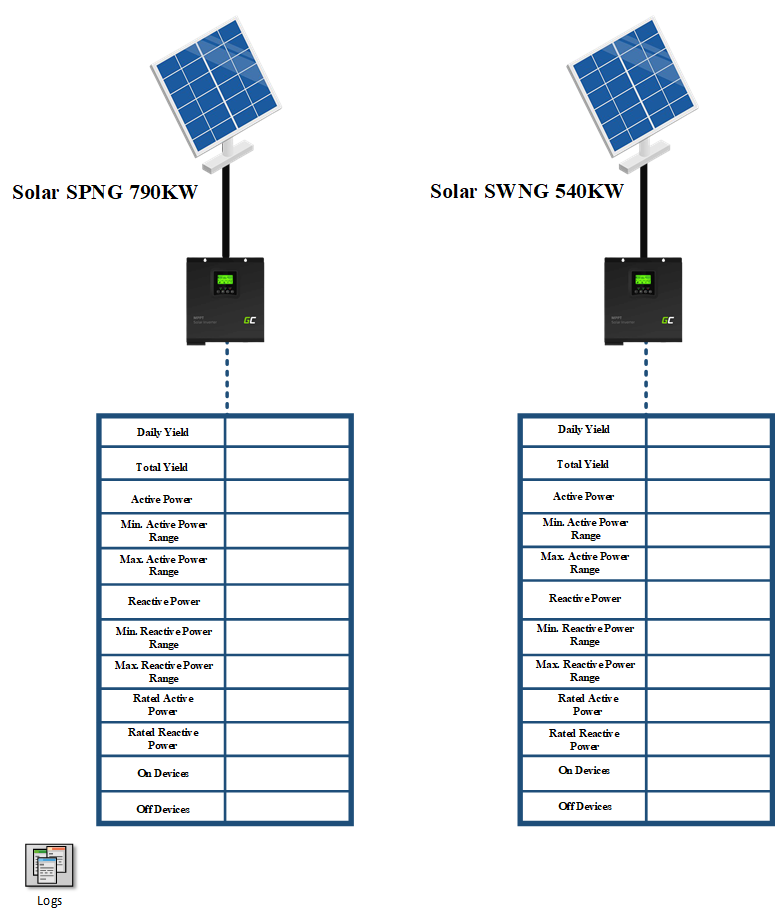 Solar SPNG 790KW
Solar SWNG 540KW
GC
GC
Daily Yield
Total Yield
Active Power
Min. Active Power
Range
Max. Active Power
Range
Reactive Power
Min. Reactive Power
Range
Max. Reactive Power
Range
Rated Active
Power
Rated Reactive
Power
On Devices
Off Devices
Daily Yield
Total Yield
Active Power
Min. Active Power
Range
Max. Active Power
Range
Reactive Power
Min. Reactive Power
Range
Max. Reactive Power
Range
Rated Active
Power
Rated Reactive
Power
On Devices
Off Devices
Logs